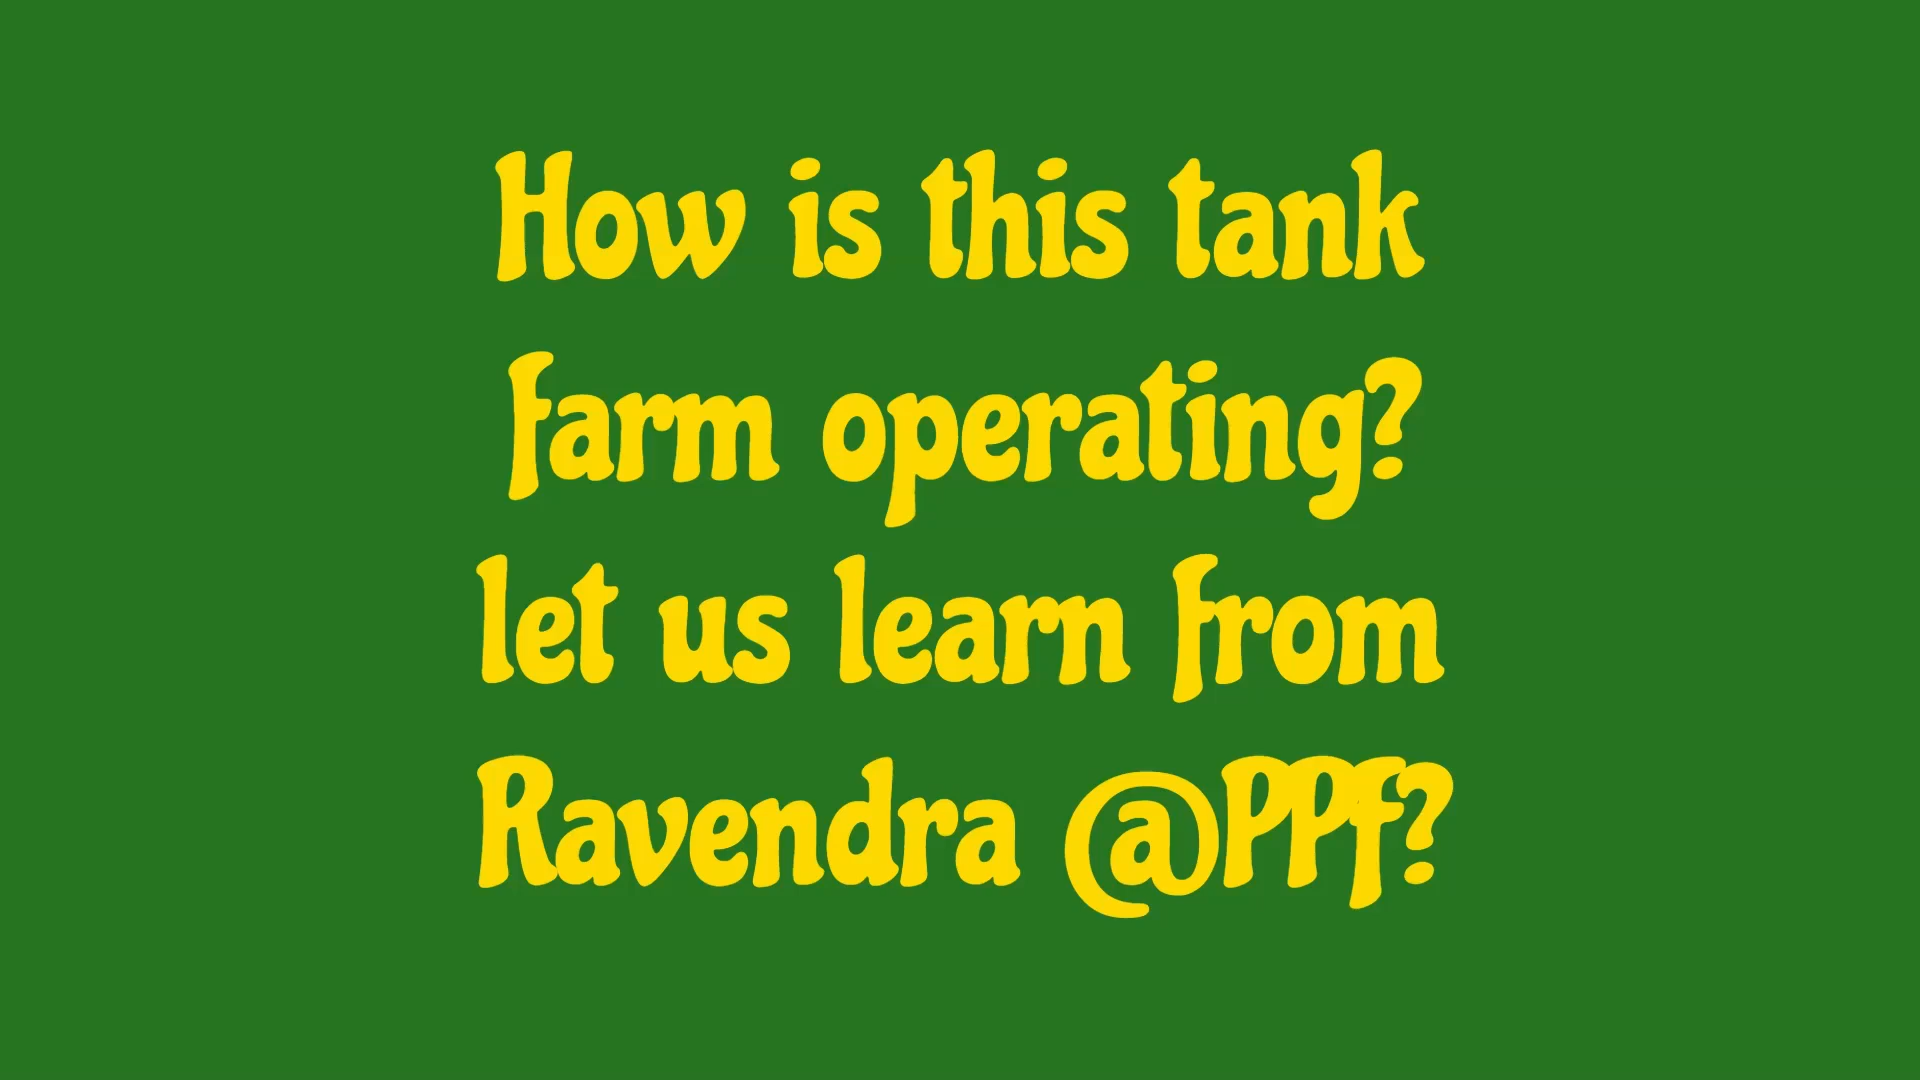 How is this tank
farm operating?
let us learn from
Ravendra @PPf?